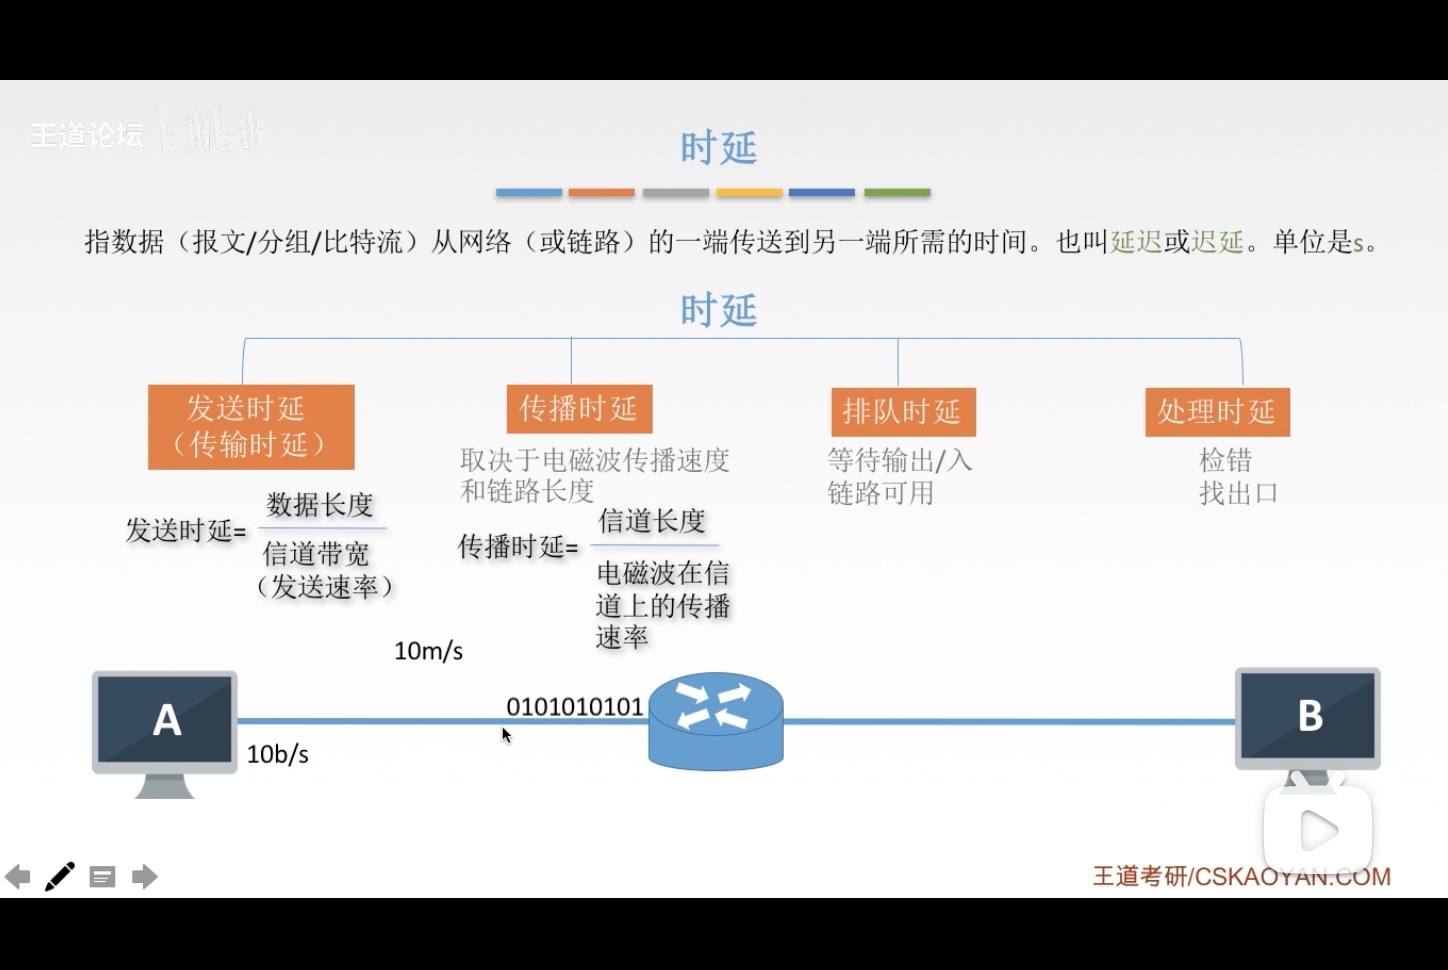 王道论坛 bilibili
时延
指数据（报文/分组/比特流）从网络（或链路）的一端传送到另一端所需的时间。也叫延迟或迟延。单位是s。
时延
发送时延
（传输时延）
传播时延
排队时延
处理时延
取决于电磁波传播速度
和链路长度
等待输出/入
链路可用
检错
找出口
发送时延=
数据长度
信道带宽
（发送速率）
传播时延=
信道长度
电磁波在信
道上的传播
速率
10m/s
0101010101
A
B
10b/s
王道考研/CSKAOYAN.COM